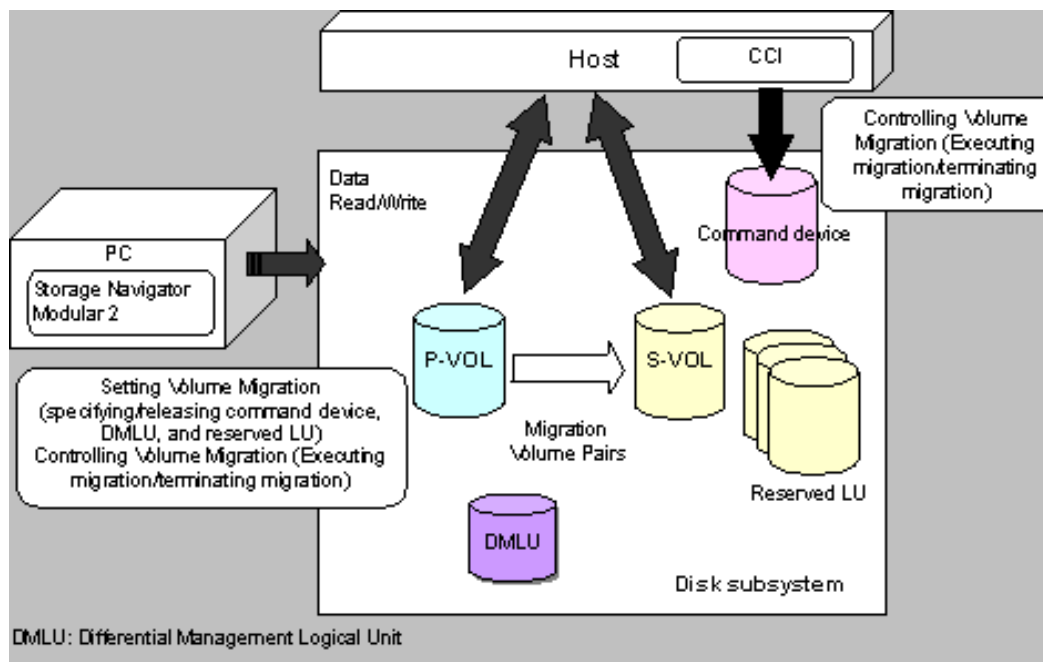 Host
CCI
Controlling Volume
Migration (Executing
migration/terminating
migration)
Data
Read/Write
Command device
PC
Storage Navigator
Modular 2
P-VOL
S-VOL
Setting Volume Migration
(specifying/releasing command device,
DMLU, and reserved LU)
Controlling Volume Migration (Executing
migration/terminating migration)
Migration
Volume Pairs
Reserved LU
DMLU
Disk subsystem
DMLU: Differential Management Logical Unit